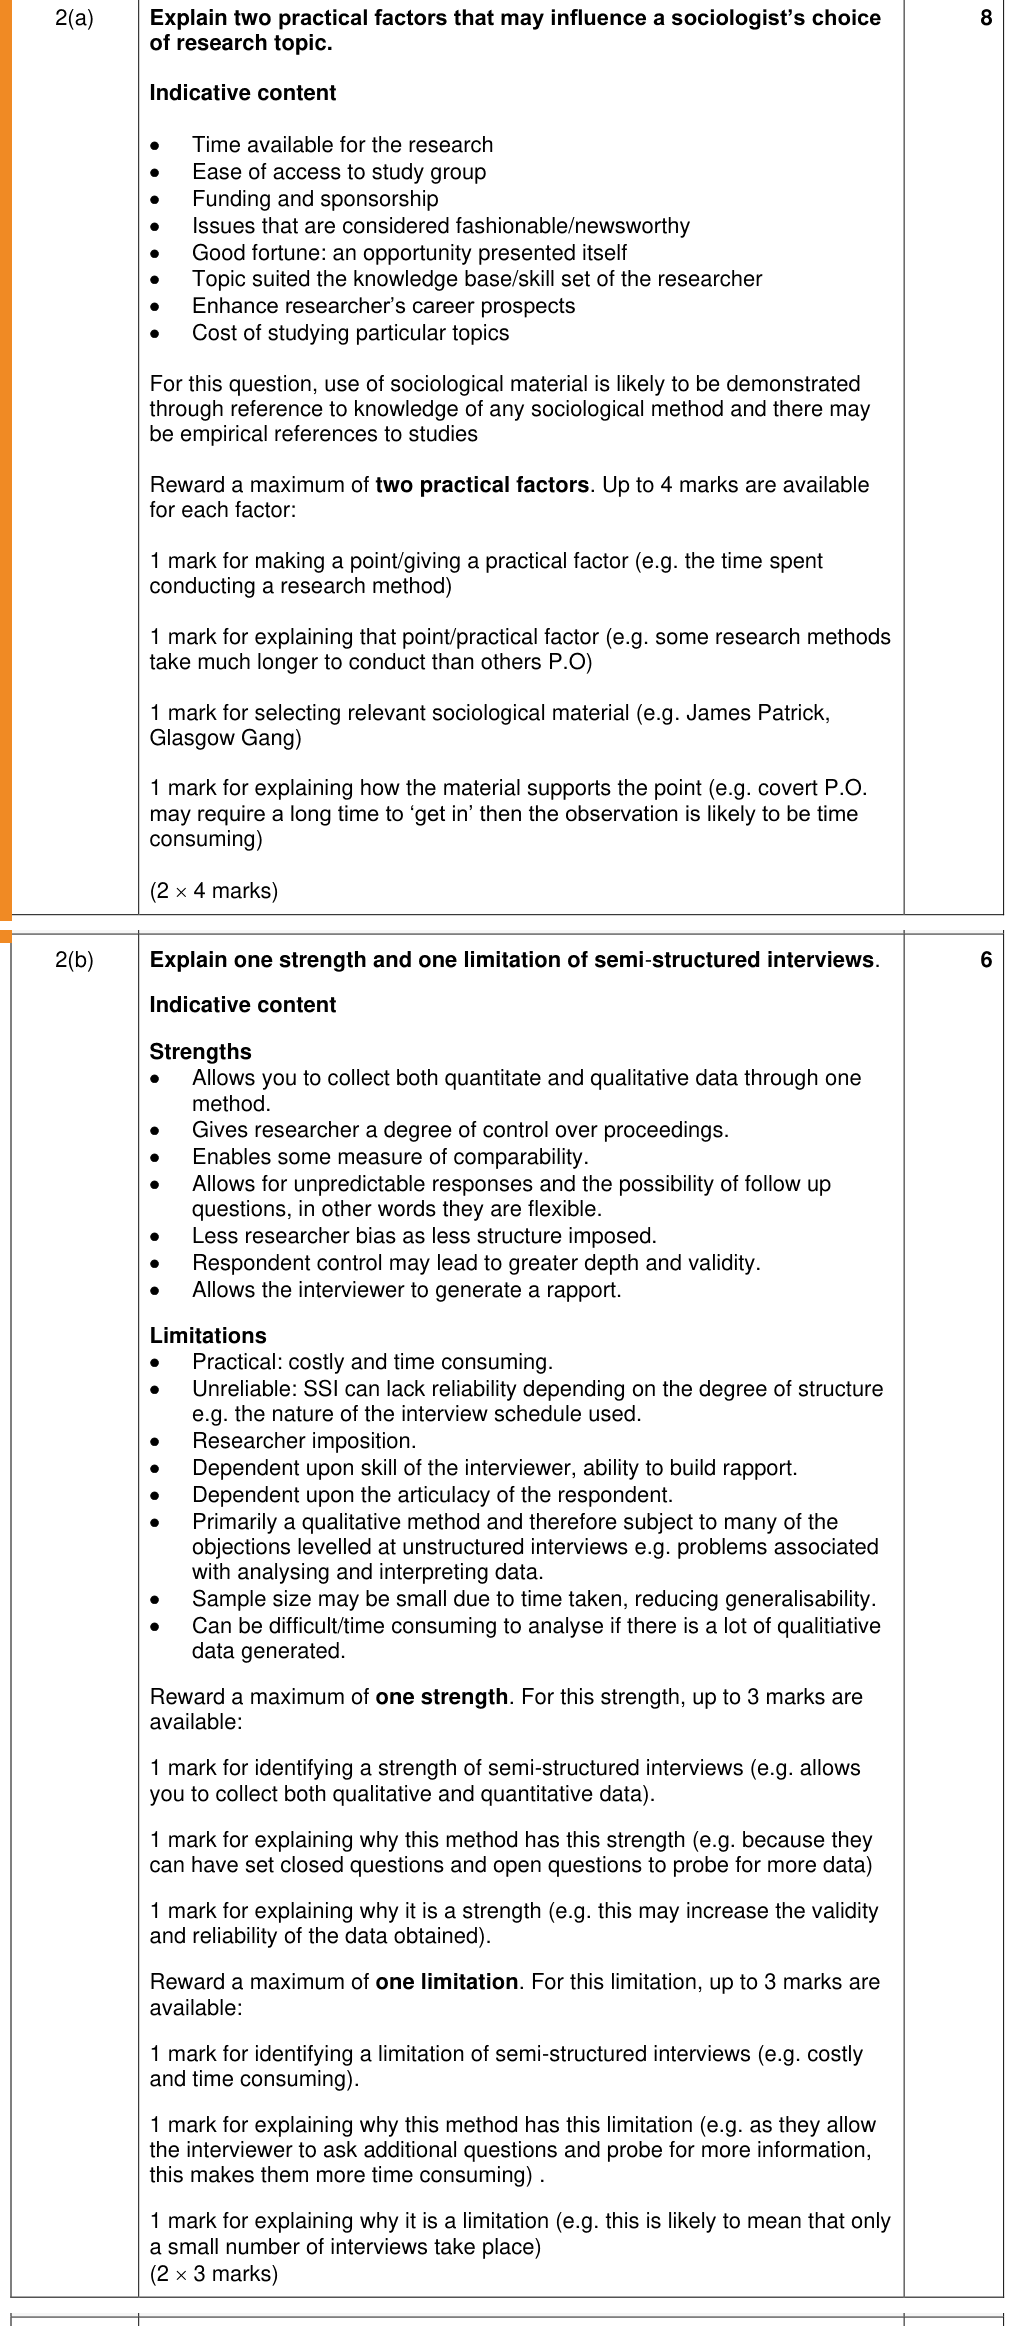 2(a)
Explain two practical factors that may influence a sociologist’s choice
of research topic.
8
Indicative content
• Time available for the research
• Ease of access to study group
• Funding and sponsorship
• Issues that are considered fashionable/newsworthy
• Good fortune: an opportunity presented itself
• Topic suited the knowledge base/skill set of the researcher
• Enhance researcher’s career prospects
• Cost of studying particular topics
For this question, use of sociological material is likely to be demonstrated
through reference to knowledge of any sociological method and there may
be empirical references to studies
Reward a maximum of two practical factors. Up to 4 marks are available
for each factor:
1 mark for making a point/giving a practical factor (e.g. the time spent
conducting a research method)
1 mark for explaining that point/practical factor (e.g. some research methods
take much longer to conduct than others P.O)
1 mark for selecting relevant sociological material (e.g. James Patrick,
Glasgow Gang)
1 mark for explaining how the material supports the point (e.g. covert P.O.
may require a long time to ‘get in’ then the observation is likely to be time
consuming)
(2 × 4 marks)
2(b)
Explain one strength and one limitation of semi-structured interviews.
6
Indicative content
Strengths
• Allows you to collect both quantitate and qualitative data through one
method.
• Gives researcher a degree of control over proceedings.
• Enables some measure of comparability.
• Allows for unpredictable responses and the possibility of follow up
questions, in other words they are flexible.
• Less researcher bias as less structure imposed.
• Respondent control may lead to greater depth and validity.
• Allows the interviewer to generate a rapport.
Limitations
• Practical: costly and time consuming.
• Unreliable: SSI can lack reliability depending on the degree of structure
e.g. the nature of the interview schedule used.
• Researcher imposition.
• Dependent upon skill of the interviewer, ability to build rapport.
• Dependent upon the articulacy of the respondent.
• Primarily a qualitative method and therefore subject to many of the
objections levelled at unstructured interviews e.g. problems associated
with analysing and interpreting data.
• Sample size may be small due to time taken, reducing generalisability.
• Can be difficult/time consuming to analyse if there is a lot of qualitiative
data generated.
Reward a maximum of one strength. For this strength, up to 3 marks are
available:
1 mark for identifying a strength of semi-structured interviews (e.g. allows
you to collect both qualitative and quantitative data).
1 mark for explaining why this method has this strength (e.g. because they
can have set closed questions and open questions to probe for more data)
1 mark for explaining why it is a strength (e.g. this may increase the validity
and reliability of the data obtained).
Reward a maximum of one limitation. For this limitation, up to 3 marks are
available:
1 mark for identifying a limitation of semi-structured interviews (e.g. costly
and time consuming).
1 mark for explaining why this method has this limitation (e.g. as they allow
the interviewer to ask additional questions and probe for more information,
this makes them more time consuming) .
1 mark for explaining why it is a limitation (e.g. this is likely to mean that only
a small number of interviews take place)
(2 × 3 marks)